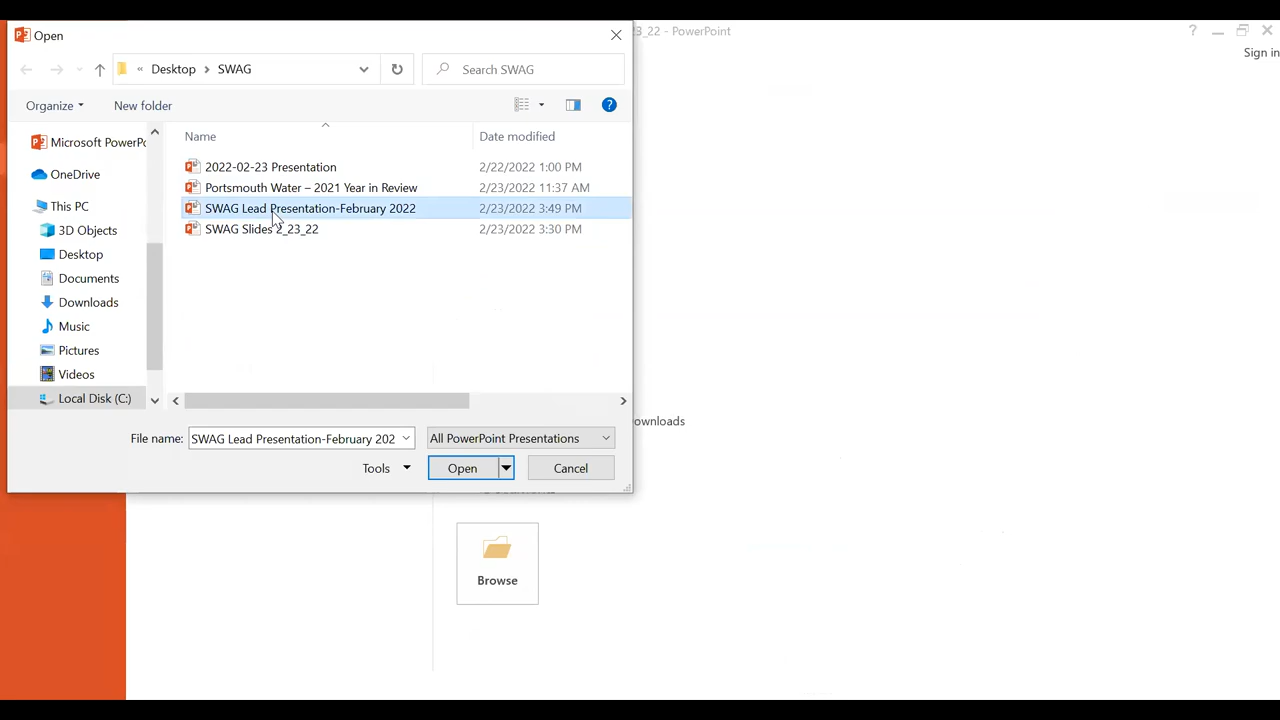 Open
3_22 - PowerPoint
?
Sign in
« Desktop > SWAG
Search SWAG
Organize
New folder
?
Name
Date modified
Microsoft PowerPo
OneDrive
This PC
3D Objects
Desktop
Documents
Downloads
Music
Pictures
Videos
Local Disk (C:)
2022-02-23 Presentation 2/22/2022 1:00 PM
Portsmouth Water – 2021 Year in Review 2/23/2022 11:37 AM
SWAG Lead Presentation-February 2022 2/23/2022 3:49 PM
SWAG Slides 2_23_22 2/23/2022 3:30 PM
ownloads
File name: SWAG Lead Presentation-February 202
All PowerPoint Presentations
Tools
Open
Cancel
Browse